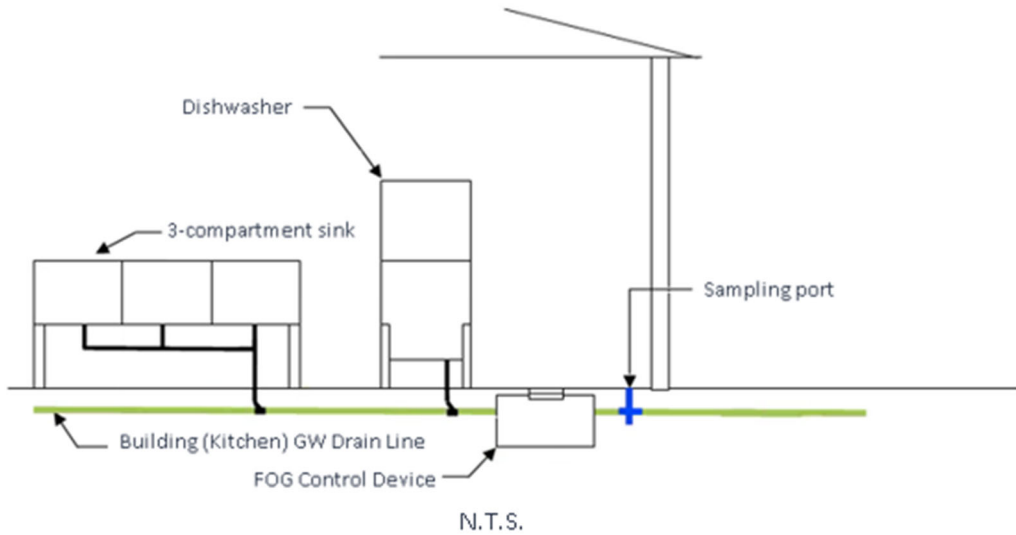 Dishwasher
3-compartment sink
Sampling port
Building (Kitchen) GW Drain Line
FOG Control Device
N.T.S.